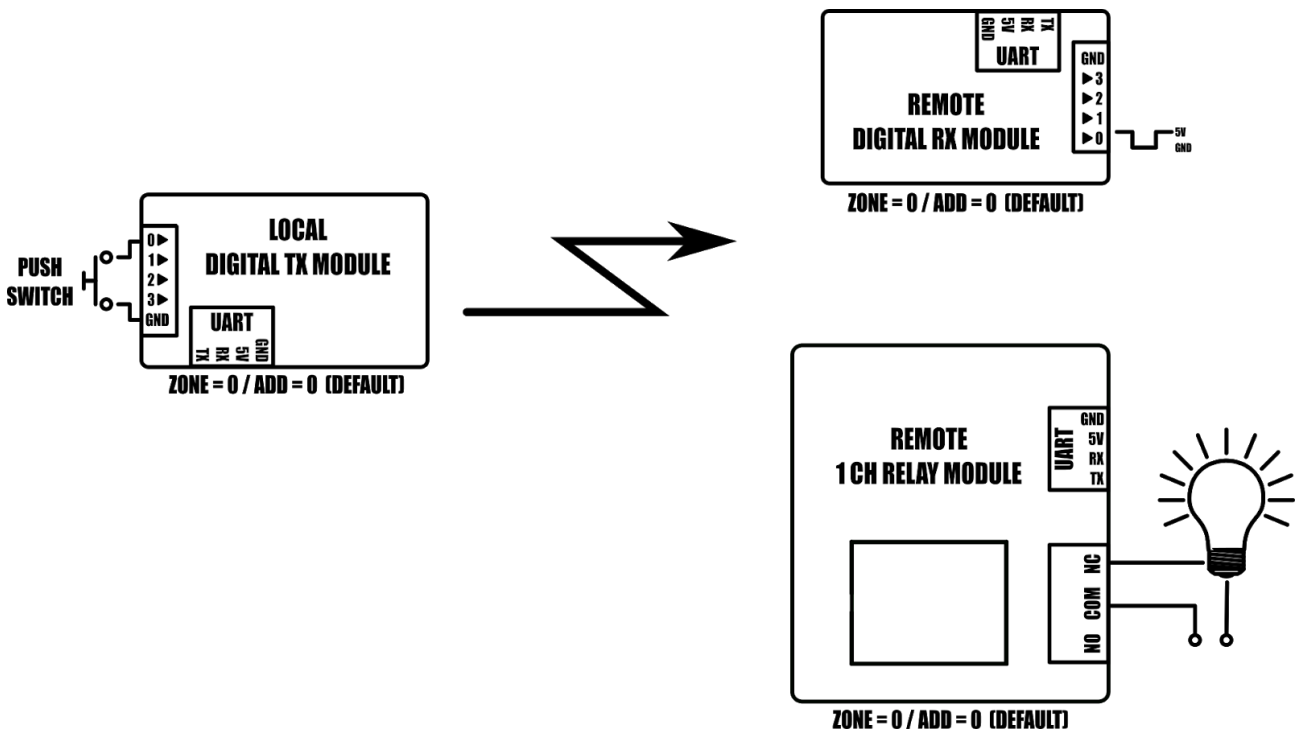 PUSH
SWITCH
0▶
1▶
2▶
3▶
GND
LOCAL
DIGITAL TX MODULE
UART
TX
RX
5V
GND
ZONE = 0 / ADD = 0 (DEFAULT)
GND
5V
RX
TX
UART
REMOTE
DIGITAL RX MODULE
GND
▶3
▶2
▶1
▶0
5V
GND
ZONE = 0 / ADD = 0 (DEFAULT)
REMOTE
1 CH RELAY MODULE
UART
GND
5V
RX
TX
NC
COM
NO
ZONE = 0 / ADD = 0 (DEFAULT)